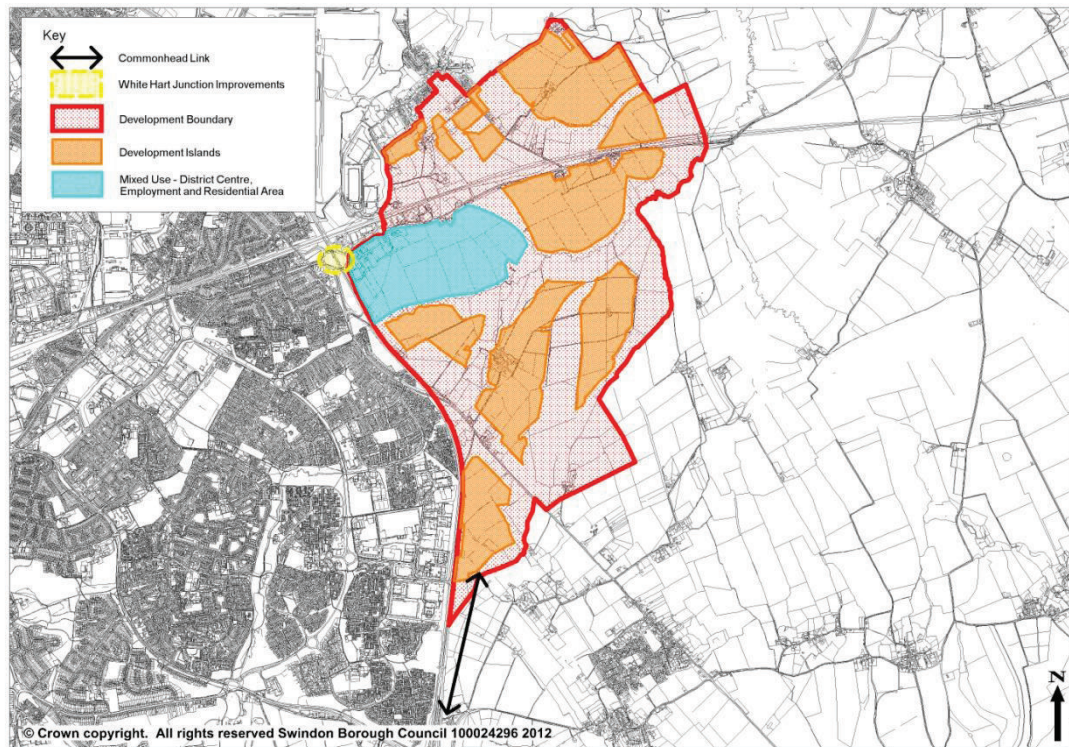 Key
Commonhead Link
White Hart Junction Improvements
Development Boundary
Development Islands
Mixed Use - District Centre,
Employment and Residential Area
N
© Crown copyright. All rights reserved Swindon Borough Council 100024296 2012